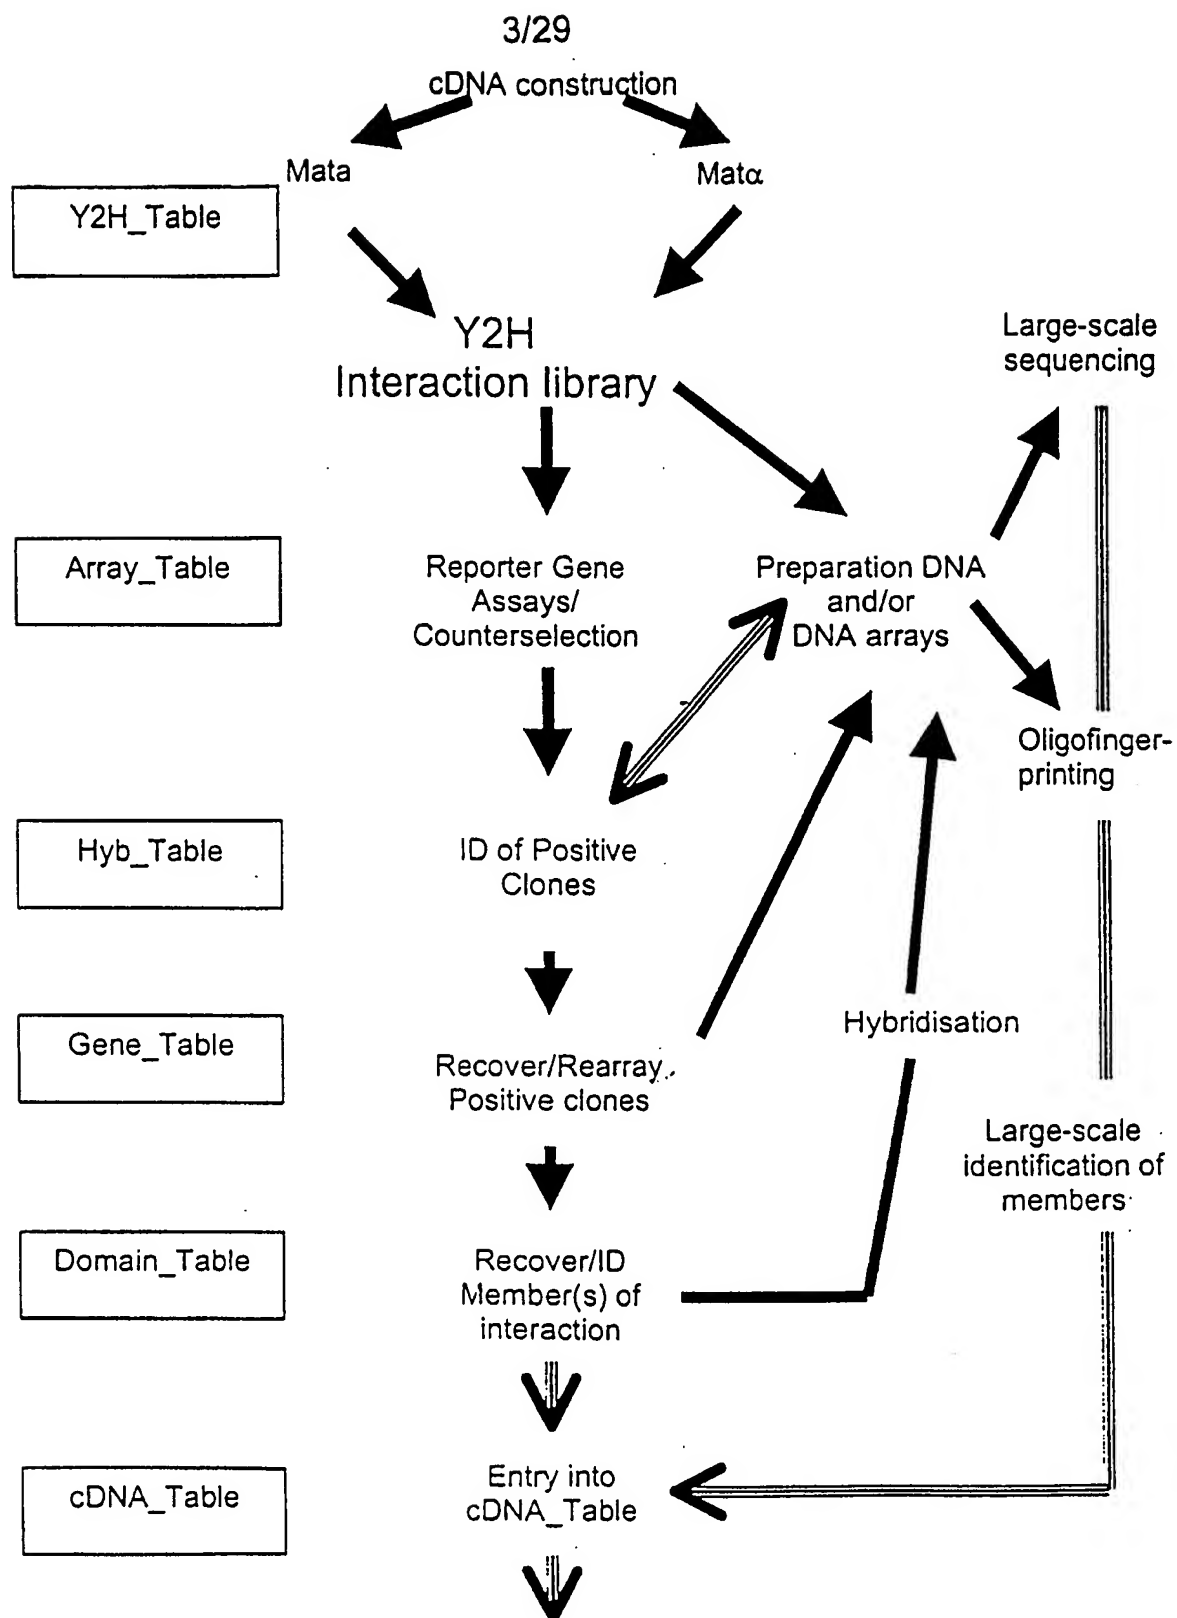 3/29
cDNA construction
Mata
Matα
Y2H_Table
Y2H
Interaction library
Large-scale
sequencing
Array_Table
Reporter Gene
Assays/
Counterselection
Preparation DNA
and/or
DNA arrays
Oligofinger-
printing
Hyb_Table
ID of Positive
Clones
Gene_Table
Hybridisation
Recover/Rearray
Positive clones
Large-scale
identification of
members
Domain_Table
Recover/ID
Member(s) of
interaction
cDNA_Table
Entry into
cDNA_Table